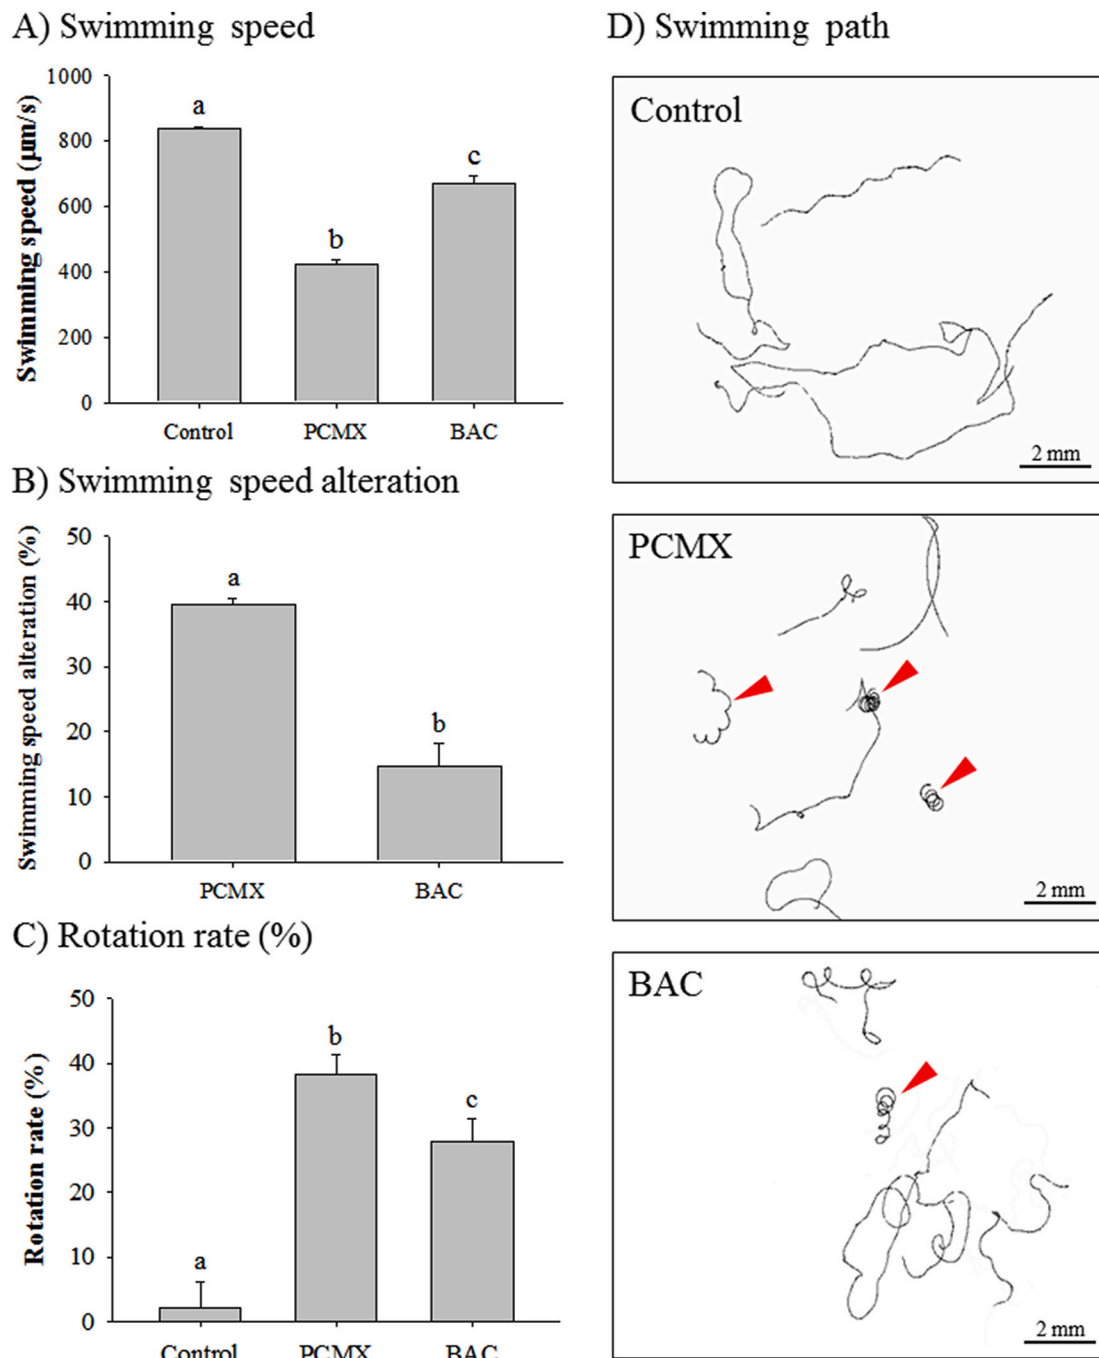 A) Swimming speed
Swimming speed (µm/s)
1000
800
600
400
200
0
a
b
c
Control PCMX BAC
B) Swimming speed alteration
Swimming speed alteration (%)
50
40
30
20
10
0
a
b
PCMX BAC
C) Rotation rate (%)
Rotation rate (%)
50
40
30
20
10
0
a
b
c
Control PCMX BAC
D) Swimming path
Control
2 mm
PCMX
2 mm
BAC
2 mm